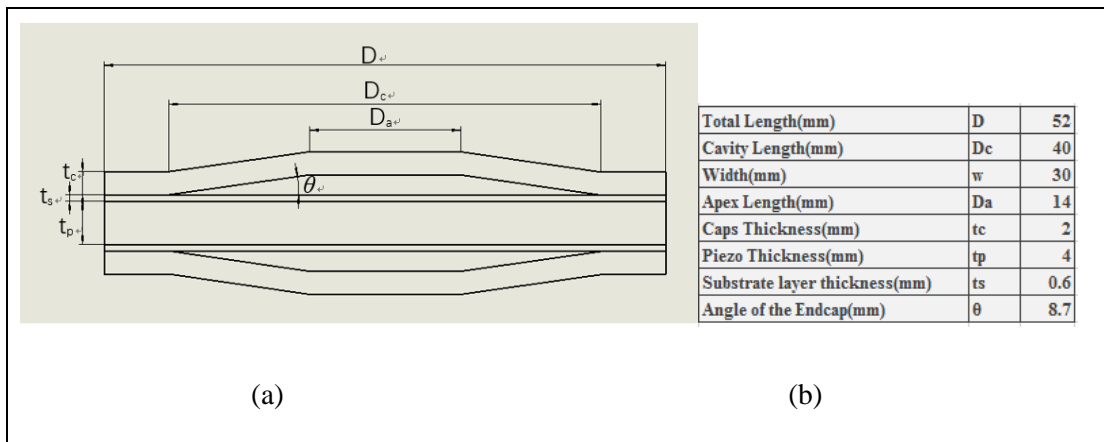 D
Dc
Da
tc
θ
ts
tp
Total Length(mm) D 52
Cavity Length(mm) Dc 40
Width(mm) w 30
Apex Length(mm) Da 14
Caps Thickness(mm) tc 2
Piezo Thickness(mm) tp 4
Substrate layer thickness(mm) ts 0.6
Angle of the Endcap(mm) θ 8.7
(a) (b)